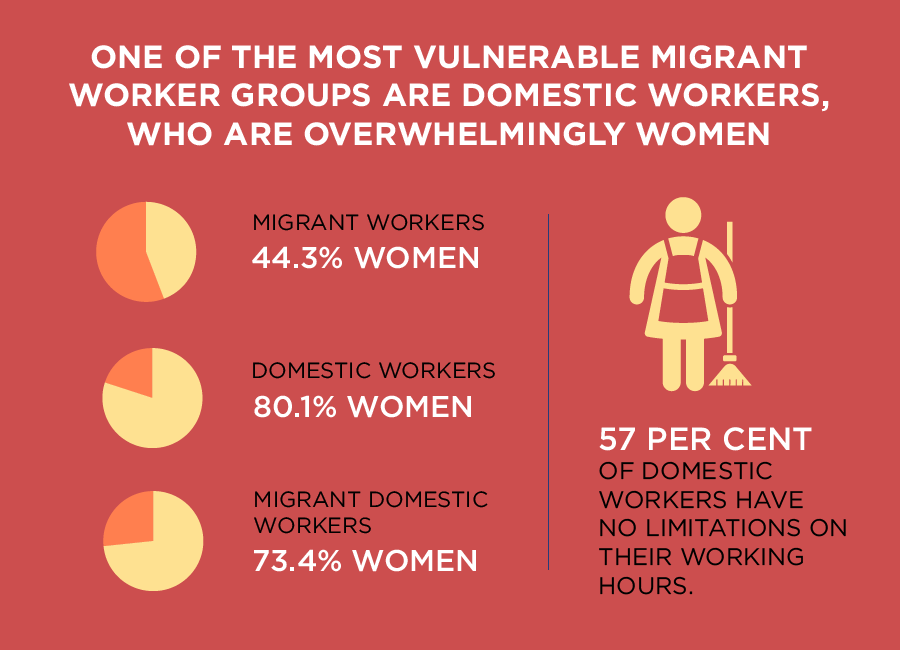 ONE OF THE MOST VULNERABLE MIGRANT
WORKER GROUPS ARE DOMESTIC WORKERS,
WHO ARE OVERWHELMINGLY WOMEN
MIGRANT WORKERS
44.3% WOMEN
DOMESTIC WORKERS
80.1% WOMEN
MIGRANT DOMESTIC
WORKERS
73.4% WOMEN
57 PER CENT
OF DOMESTIC
WORKERS HAVE
NO LIMITATIONS ON
THEIR WORKING
HOURS.